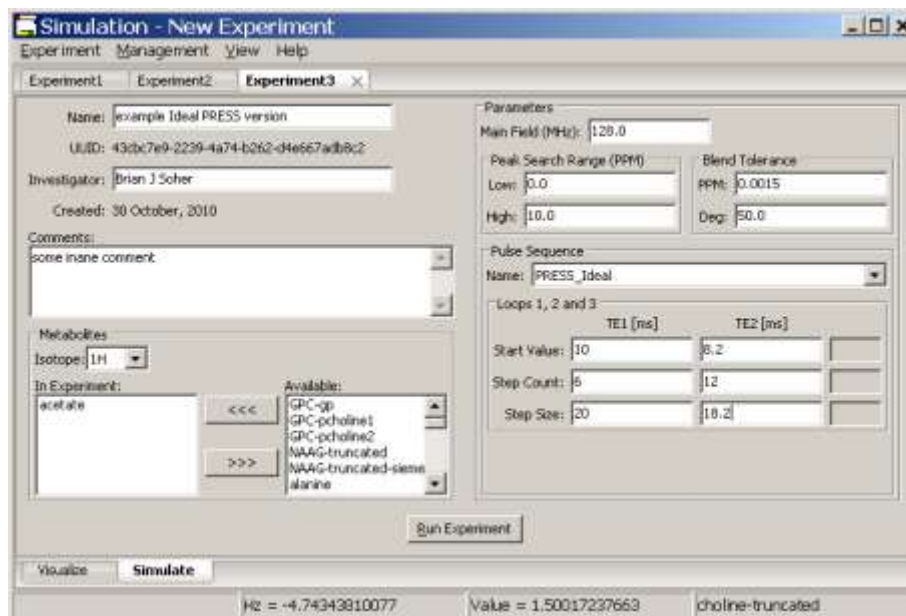 Simulation - New Experiment
Experiment Management View Help
Experiment1 Experiment2 Experiment3
Name: example Ideal PRESS version
UUID: 43cbc7e9-2239-4a74-b262-d4e667adb8c2
Investigator: Brian J Soher
Created: 30 October, 2010
Comments:
some inane comment
Metabolites
Isotope: 1H
In Experiment:
acetate
<<<
>>>
Available:
GPC-gp
GPC-pcholine1
GPC-pcholine2
NAAG-truncated
NAAG-truncated-sieme
alanine
Parameters
Main Field (MHz): 128.0
Peak Search Range (PPM)
Low: 0.0
High: 10.0
Blend Tolerance
PPM: 0.0015
Deg: 50.0
Pulse Sequence
Name: PRESS_Ideal
Loops 1, 2 and 3
TE1 [ms] TE2 [ms]
Start Value: 10 8.2
Step Count: 6 12
Step Size: 20 18.2
Run Experiment
Visualize Simulate
Hz = -4.74343810077 Value = 1.50017237663 choline-truncated